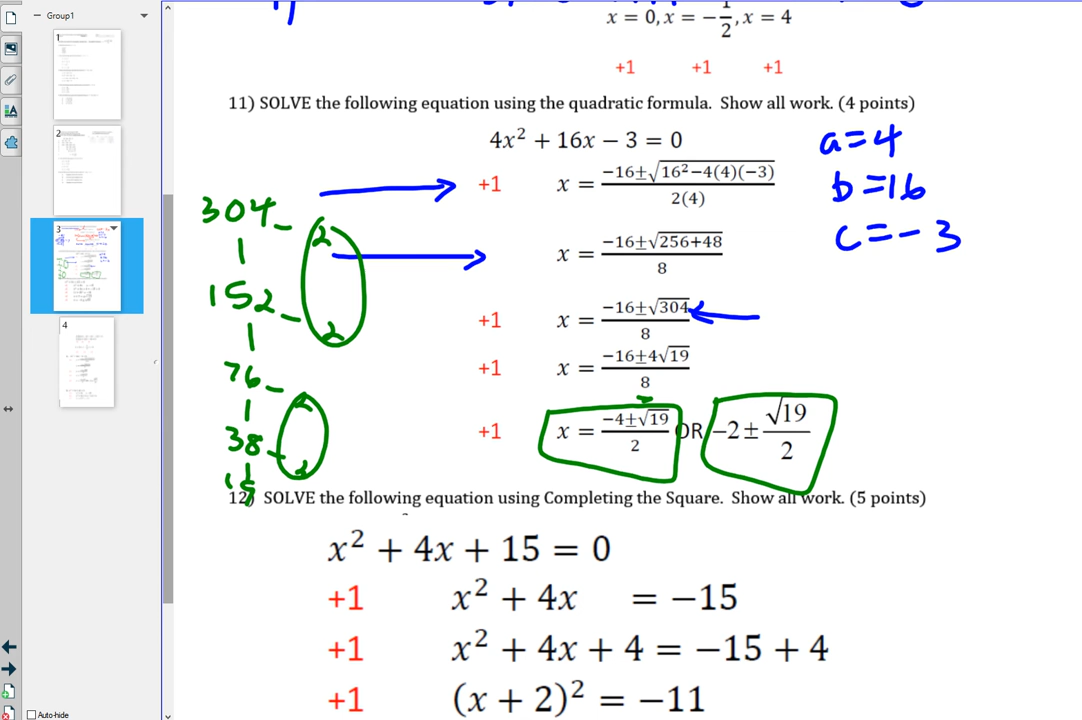 Group1
x = 0, x = −1/2, x = 4
+1 +1 +1
11) SOLVE the following equation using the quadratic formula. Show all work. (4 points)
4x² + 16x − 3 = 0
a=4
+1 x = (−16±√(16²−4(4)(−3)))/(2(4))
b=16
304 2
c=-3
x = (−16±√(256+48))/8
152 2
+1 x = (−16±√304)/8
76 2
+1 x = (−16±4√19)/8
38 2
+1 x = (−4±√19)/2 OR −2 ± √19/2
19
12) SOLVE the following equation using Completing the Square. Show all work. (5 points)
x² + 4x + 15 = 0
+1 x² + 4x = −15
+1 x² + 4x + 4 = −15 + 4
+1 (x + 2)² = −11
1
2
3
4
Auto-hide